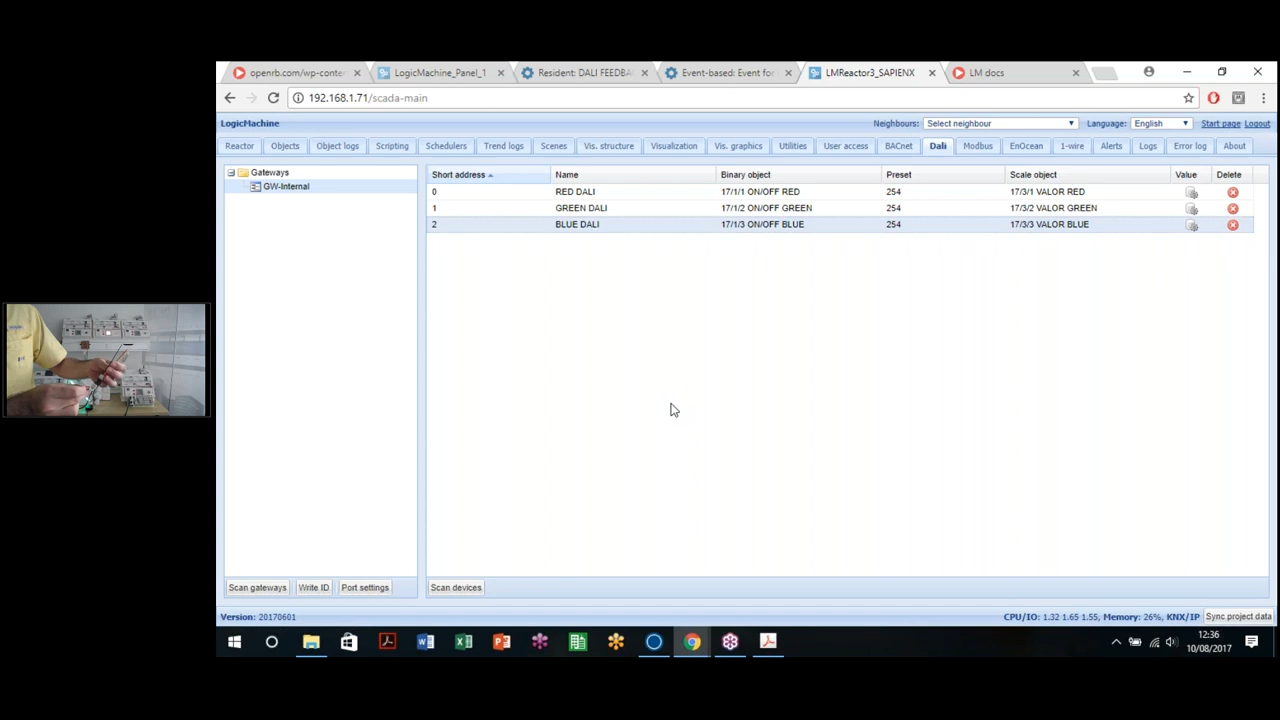 openrb.com/wp-conten
LogicMachine_Panel_1
Resident: DALI FEEDBA
Event-based: Event for
LMReactor3_SAPIENX
LM docs
192.168.1.71/scada-main
LogicMachine
Neighbours: Select neighbour Language: English Start page Logout
Reactor Objects Object logs Scripting Schedulers Trend logs Scenes Vis. structure Visualization Vis. graphics Utilities User access BACnet Dali Modbus EnOcean 1-wire Alerts Logs Error log About
Gateways
GW-Internal
Short address Name Binary object Preset Scale object Value Delete
0 RED DALI 17/1/1 ON/OFF RED 254 17/3/1 VALOR RED
1 GREEN DALI 17/1/2 ON/OFF GREEN 254 17/3/2 VALOR GREEN
2 BLUE DALI 17/1/3 ON/OFF BLUE 254 17/3/3 VALOR BLUE
Scan gateways Write ID Port settings Scan devices
Version: 20170601 CPU/IO: 1.32 1.65 1.55, Memory: 26%, KNX/IP Sync project data
12:36
10/08/2017